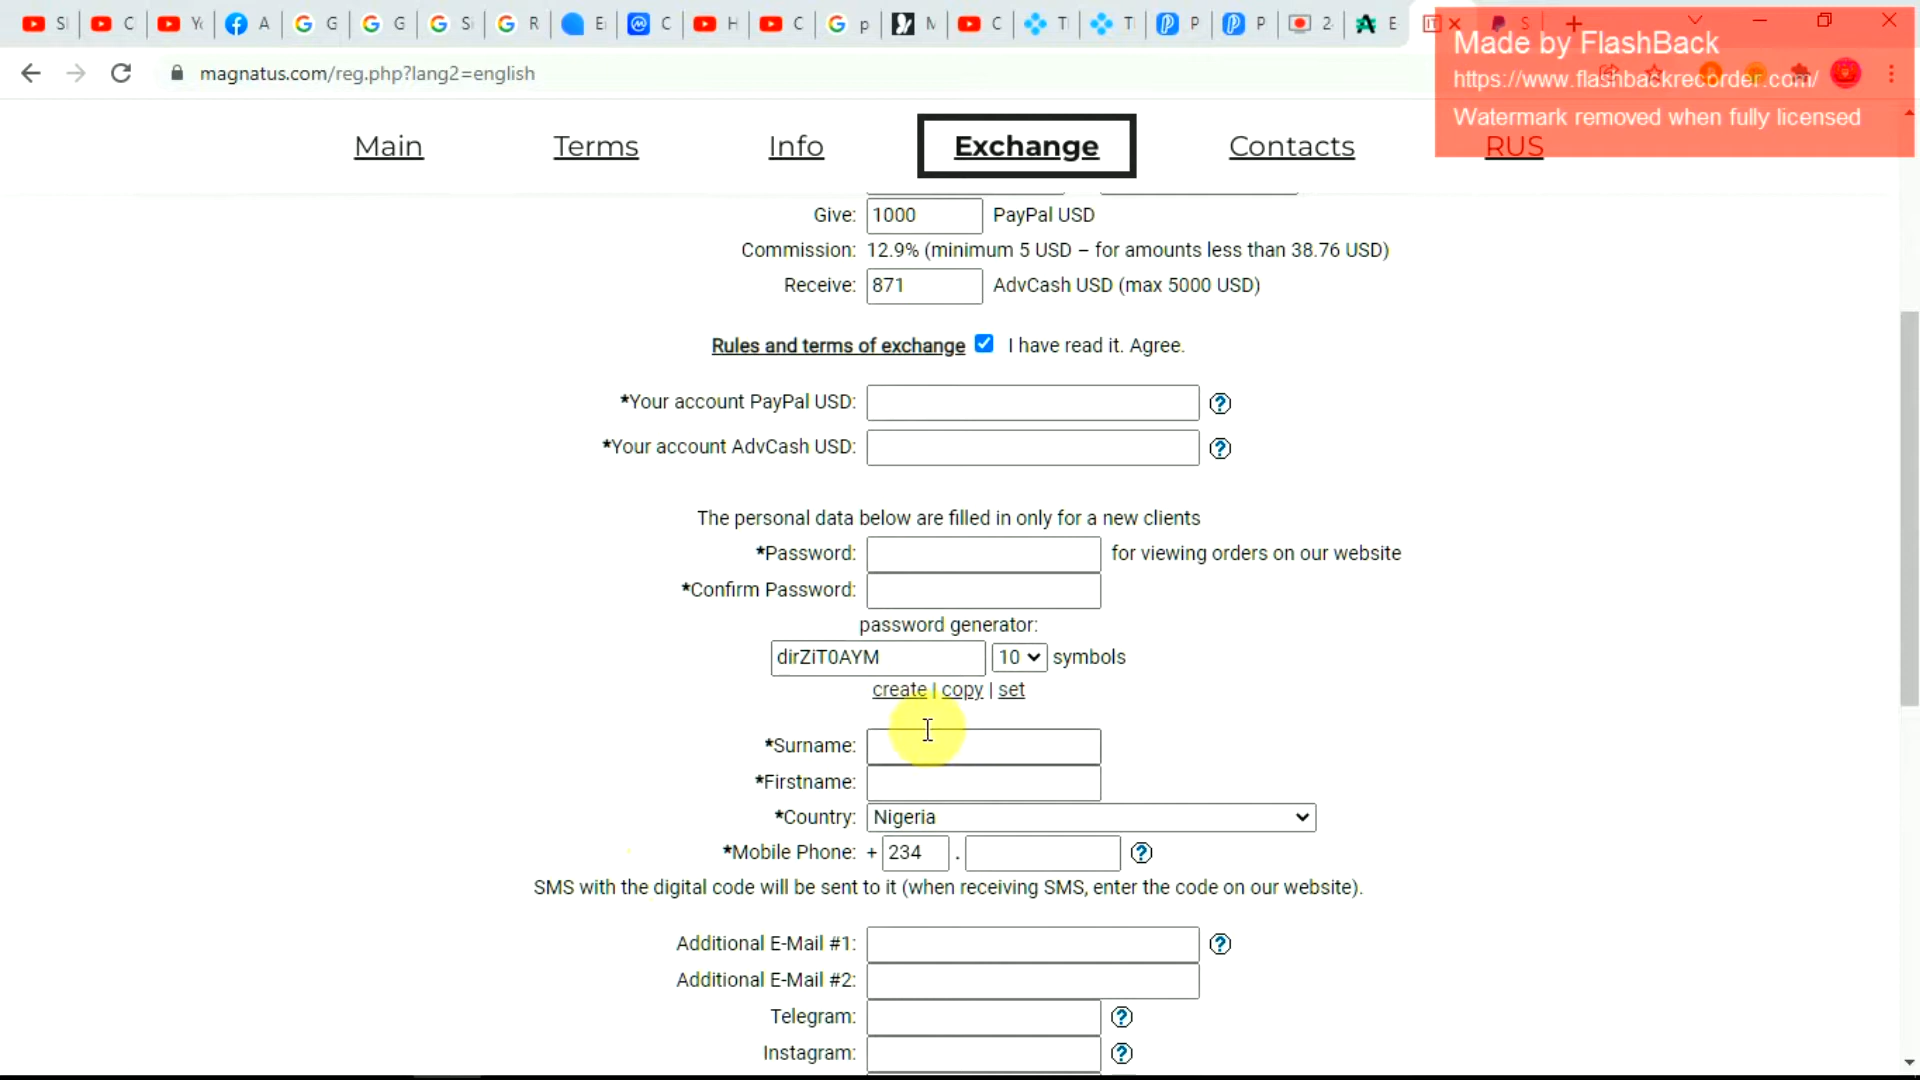 S
C
Yo
A
G
G
Si
R
E
C
H
C
p
M
C
T
T
P
P
2
E
S
Made by FlashBack
magnatus.com/reg.php?lang2=english
https://www.flashbackrecorder.com/
Watermark removed when fully licensed
Main
Terms
Info
Exchange
Contacts
RUS
Give: 1000 PayPal USD
Commission: 12.9% (minimum 5 USD – for amounts less than 38.76 USD)
Receive: 871 AdvCash USD (max 5000 USD)
Rules and terms of exchange I have read it. Agree.
*Your account PayPal USD: ?
*Your account AdvCash USD: ?
The personal data below are filled in only for a new clients
*Password: for viewing orders on our website
*Confirm Password:
password generator:
dirZiT0AYM 10 symbols
create | copy | set
*Surname:
*Firstname:
*Country: Nigeria
*Mobile Phone: + 234 . ?
SMS with the digital code will be sent to it (when receiving SMS, enter the code on our website).
Additional E-Mail #1: ?
Additional E-Mail #2:
Telegram: ?
Instagram: ?